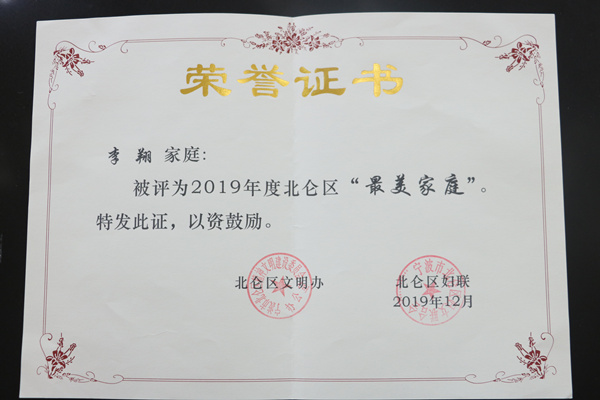 荣誉证书
李翔 家庭:
被评为2019年度北仑区“最美家庭”。
特发此证，以资鼓励。
北仑区文明办 北仑区妇联
2019年12月